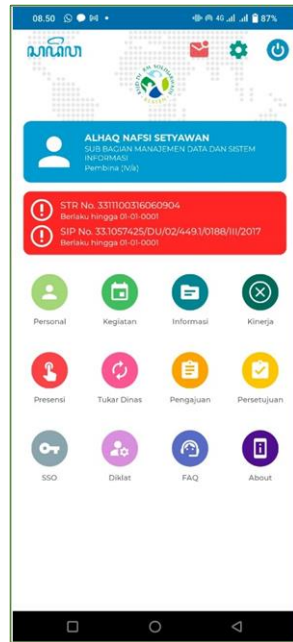 08.50
4G
87%
ALHAQ NAFSI SETYAWAN
SUB BAGIAN MANAJEMEN DATA DAN SISTEM
INFORMASI
Pembina (IV/a)
STR No. 3311100316060904
Berlaku hingga 01-01-0001
SIP No. 33.1057425/DU/02/449.1/0188/III/2017
Berlaku hingga 01-01-0001
Personal
Kegiatan
Informasi
Kinerja
Presensi
Tukar Dinas
Pengajuan
Persetujuan
SSO
Diklat
FAQ
About